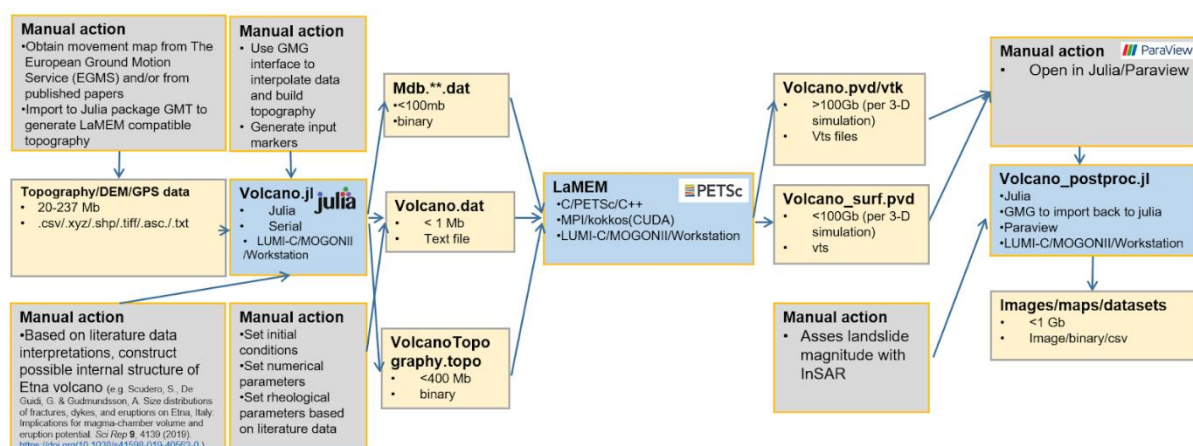 Manual action
•Obtain movement map from The
European Ground Motion
Service (EGMS) and/or from
published papers
•Import to Julia package GMT to
generate LaMEM compatible
topography
Manual action
• Use GMG
interface to
interpolate data
and build
topography
• Generate input
markers
Topography/DEM/GPS data
• 20-237 Mb
• .csv/.xyz/.shp/.tiff/.asc./.txt
Volcano.jl
julia
• Julia
• Serial
• LUMI-C/MOGONII
/Workstation
Manual action
•Based on literature data
interpretations, construct
possible internal structure of
Etna volcano (e.g. Scudero, S., De
Guidi, G. & Gudmundsson, A. Size distributions
of fractures, dykes, and eruptions on Etna, Italy:
Implications for magma-chamber volume and
eruption potential. Sci Rep 9, 4139 (2019).
https://doi.org/10.1038/s41598-019-40563-0 )
Manual action
•Set initial
conditions
•Set numerical
parameters
•Set rheological
parameters based
on literature data
Mdb.**.dat
• <100mb
• binary
Volcano.dat
• < 1 Mb
• Text file
VolcanoTopo
graphy.topo
• <400 Mb
• binary
LaMEM
PETSc
•C/PETSc/C++
•MPI/kokkos(CUDA)
•LUMI-C/MOGONII/Workstation
Volcano.pvd/vtk
• >100Gb (per 3-D
simulation)
• Vts files
Volcano_surf.pvd
• <100Gb (per 3-D
simulation)
• vts
Manual action
• Asses landslide
magnitude with
InSAR
Manual action
ParaView
• Open in Julia/Paraview
Volcano_postproc.jl
• Julia
• GMG to import back to julia
• Paraview
• LUMI-C/MOGONII/Workstation
Images/maps/datasets
• <1 Gb
• Image/binary/csv